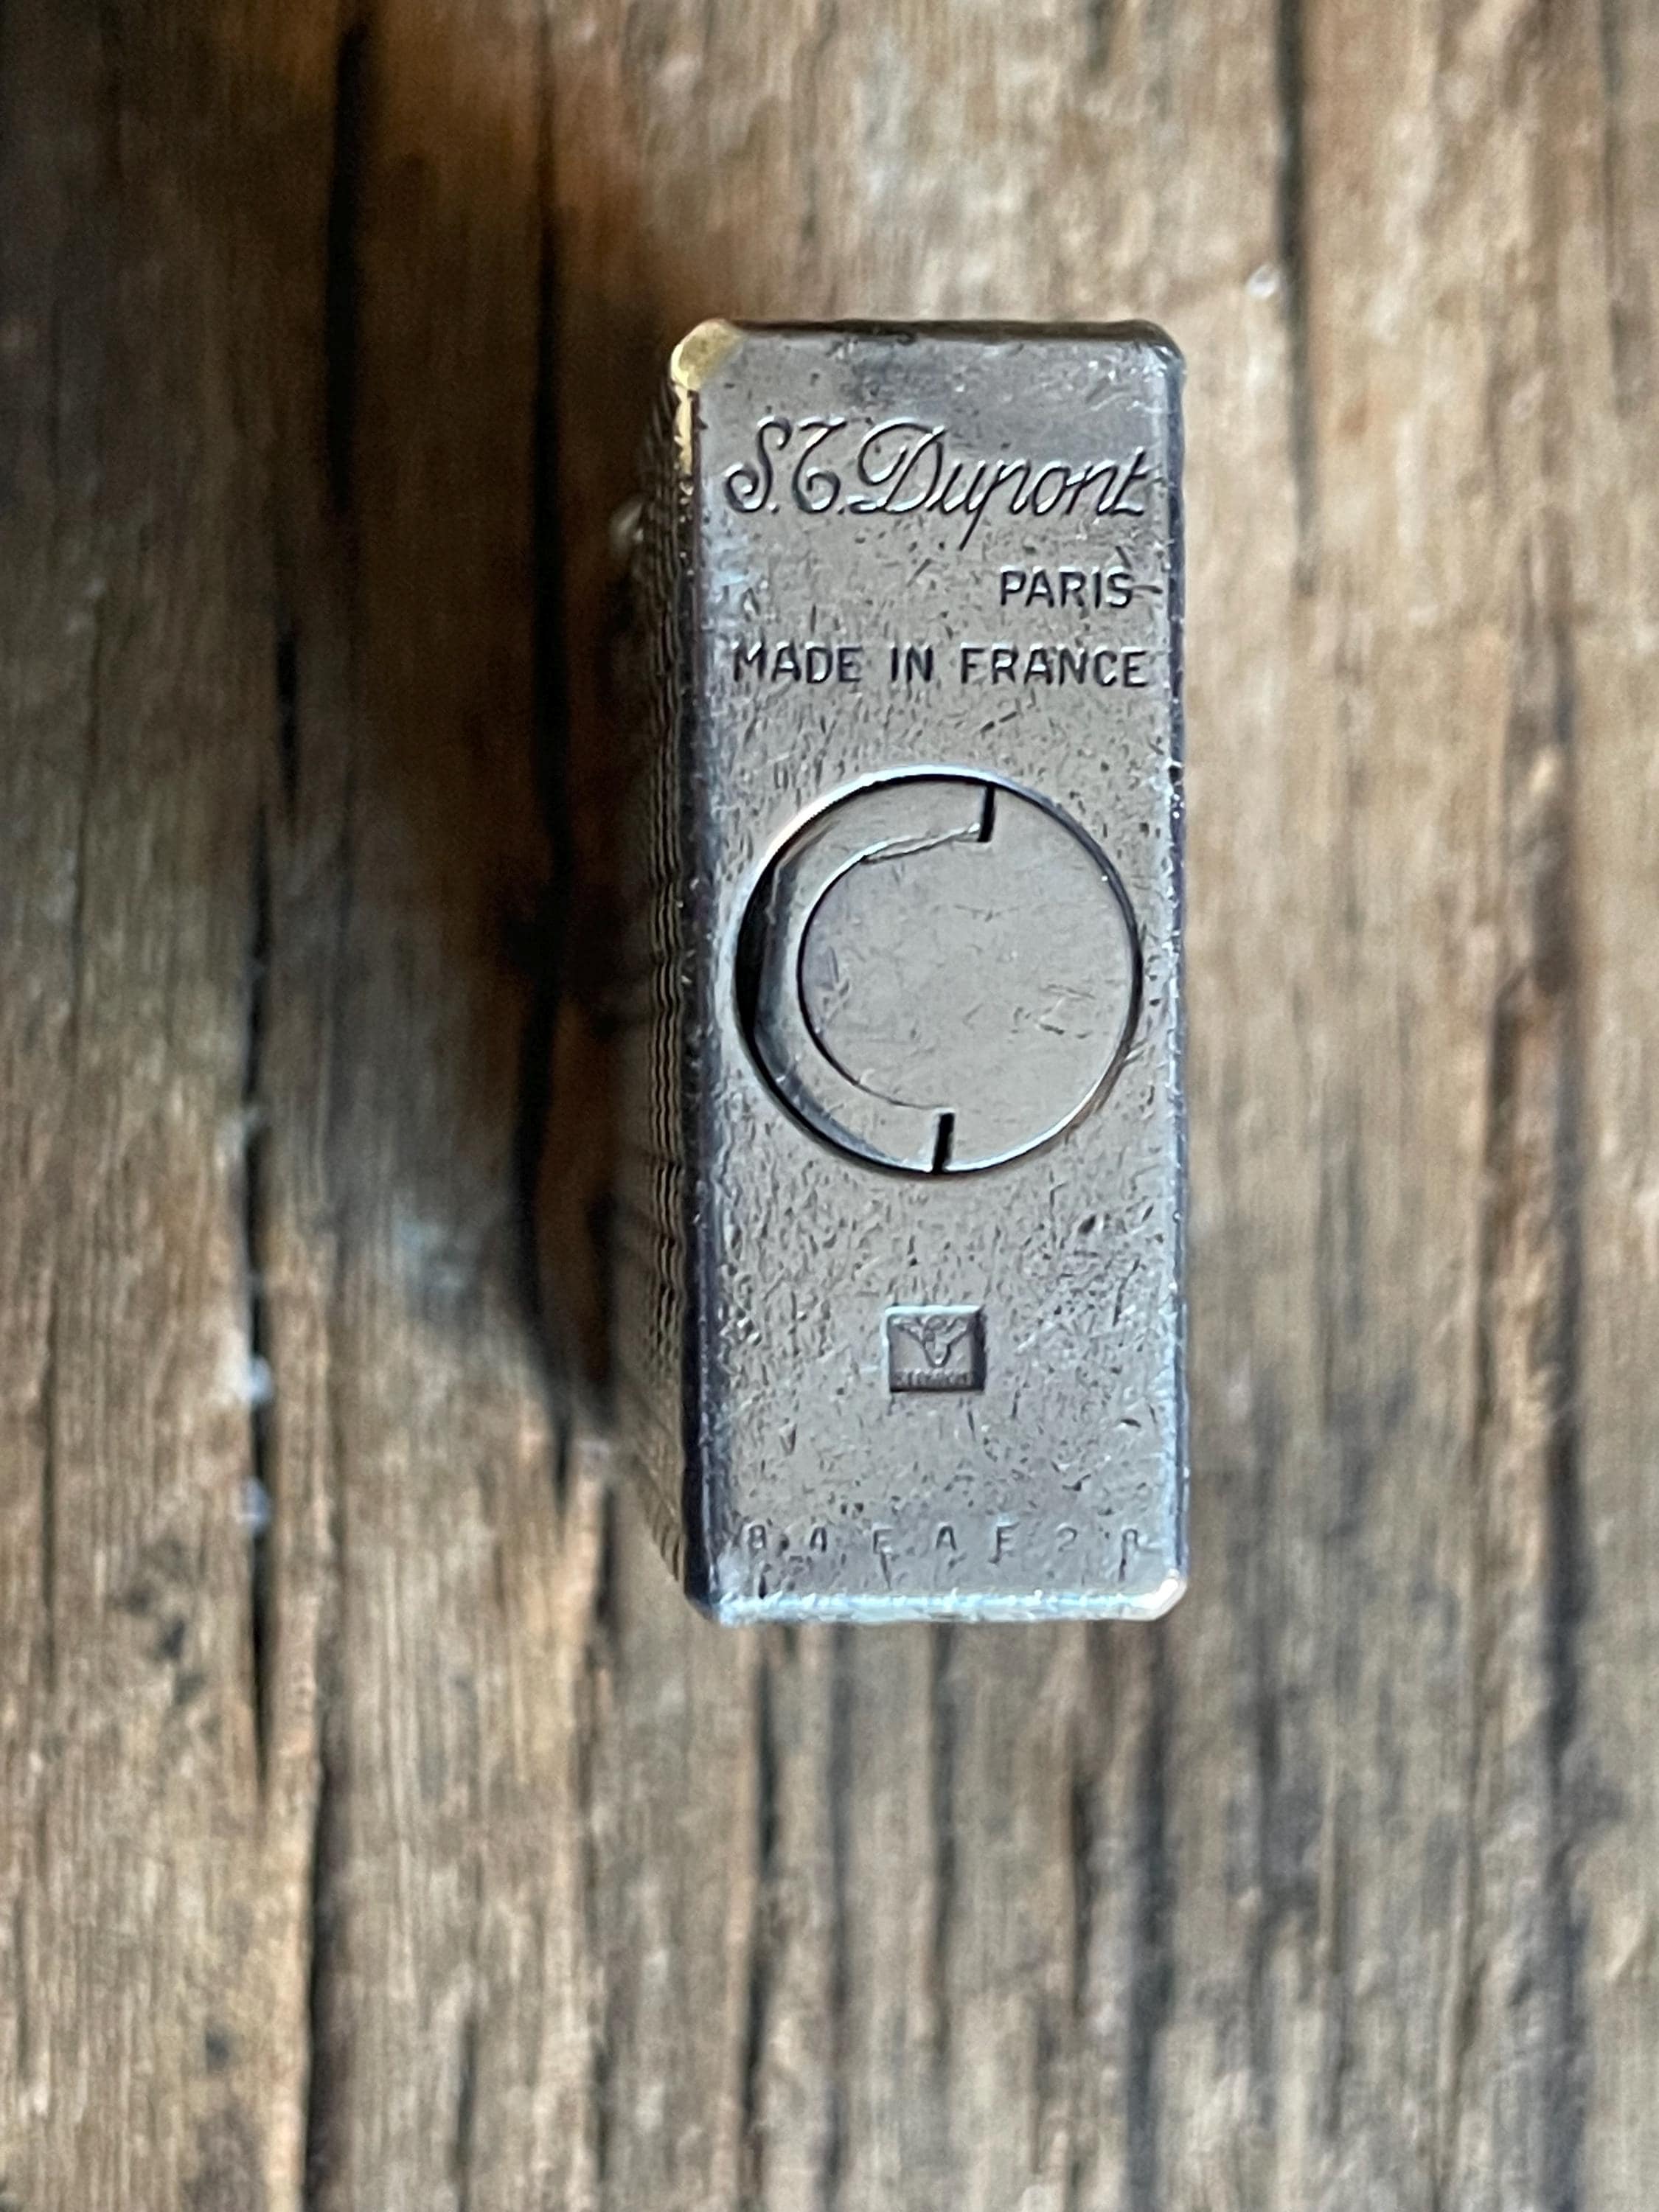 S.T. Dupont
PARIS
MADE IN FRANCE